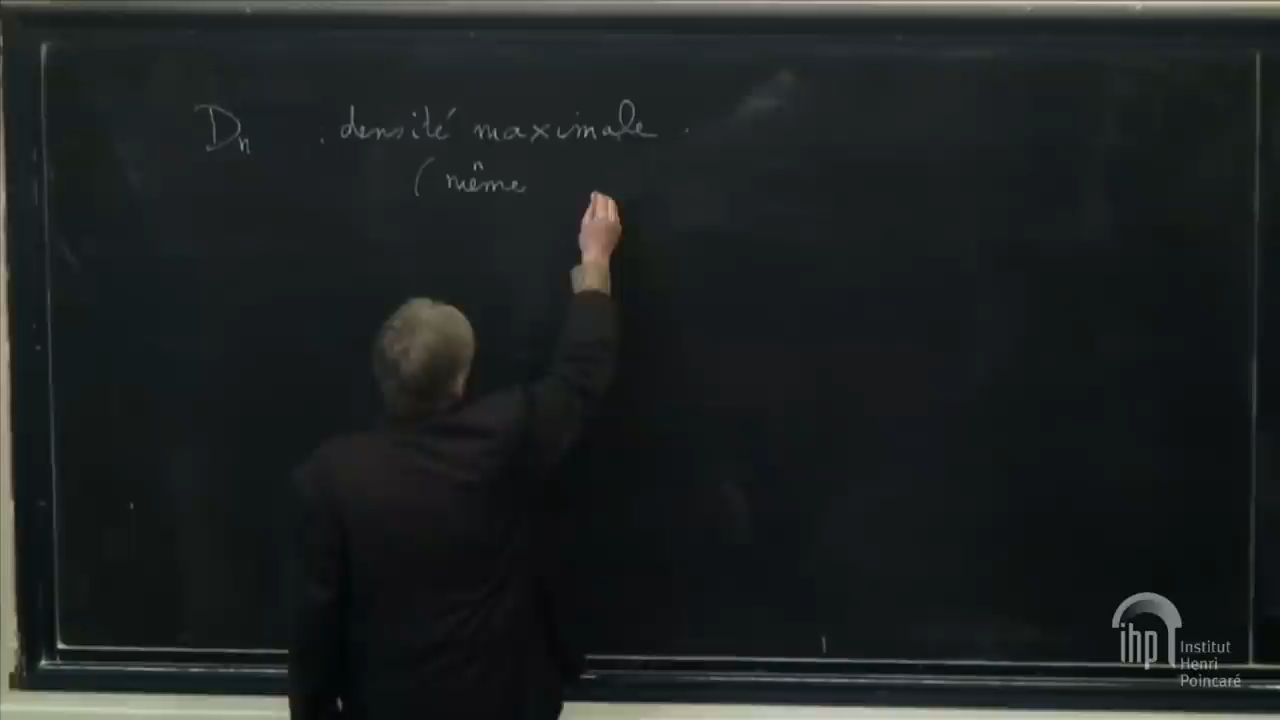 Dn : densité maximale.
(même
ihp Institut
Henri
Poincaré